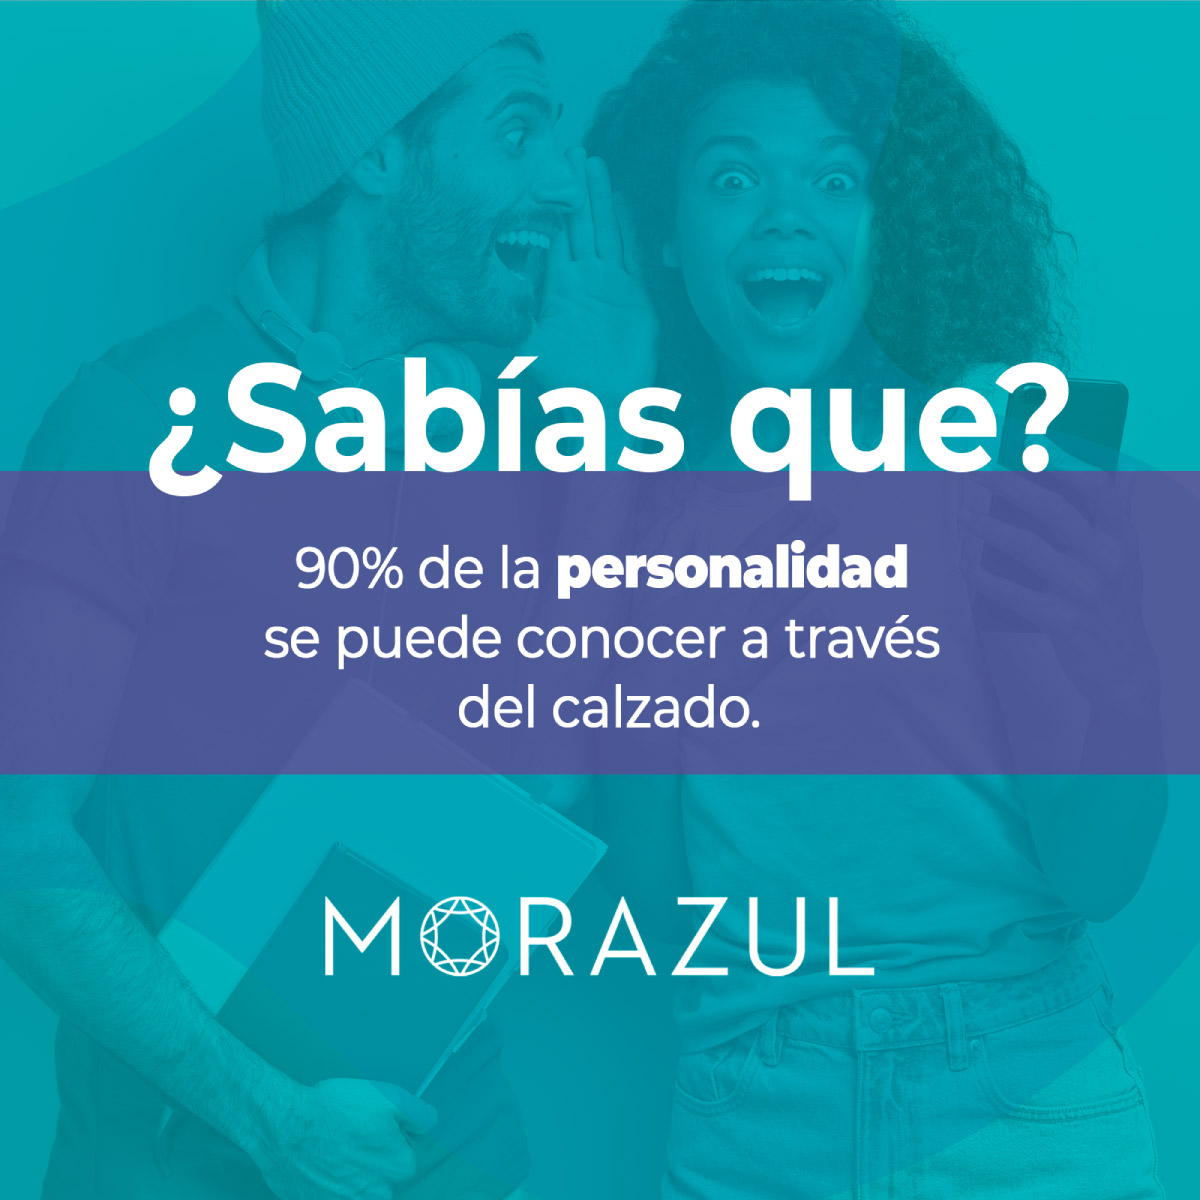 ¿Sabías que?
90% de la personalidad
se puede conocer a través
del calzado.
MORAZUL